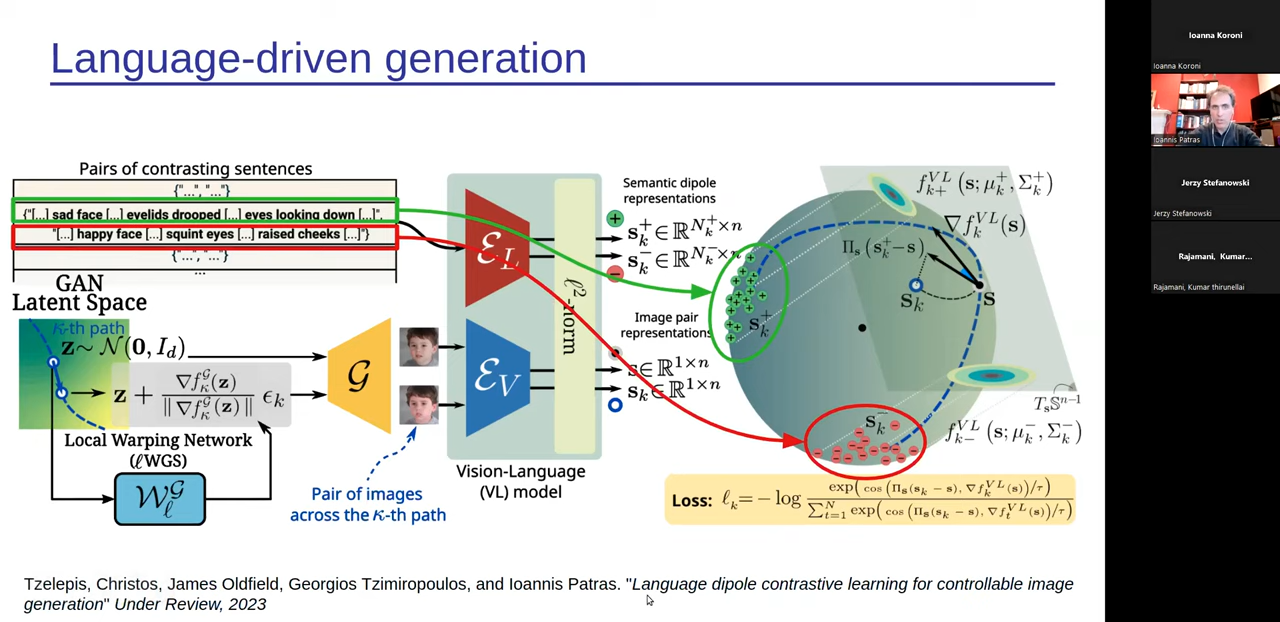 Language-driven generation
Pairs of contrasting sentences
{"...", "..."}
{"[...] sad face [...] eyelids drooped [...] eyes looking down [...]",
"[...] happy face [...] squint eyes [...] raised cheeks [...]"}
{"...", "..."}
...
GAN
Latent Space
κ-th path
z∼ 𝒩(0, I_d)
z + ∇f_κ^𝒢(z) / ‖∇f_κ^𝒢(z)‖ ϵ_k
Local Warping Network
(ℓWGS)
𝒲_ℓ^𝒢
𝒢
Pair of images
across the κ-th path
ℰ_L
ℰ_V
ℓ²-norm
Vision-Language
(VL) model
Semantic dipole
representations
+ s_k^+ ∈ ℝ^{N_k^+ × n}
− s_k^- ∈ ℝ^{N_k^- × n}
Image pair
representations
s∈ℝ^{1×n}
s_k∈ℝ^{1×n}
f_{k+}^{VL} (s; μ_k^+, Σ_k^+)
∇f_k^{VL}(s)
Π_s (s_k^+ − s)
s_k
s
s_k^+
s_k^-
T_s𝕊^{n−1}
f_{k−}^{VL} (s; μ_k^-, Σ_k^-)
Loss: ℓ_k = − log exp( cos (Π_s(s_k − s), ∇f_k^{VL}(s))/τ) / ∑_{t=1}^N exp( cos (Π_s(s_k − s), ∇f_t^{VL}(s))/τ)
Tzelepis, Christos, James Oldfield, Georgios Tzimiropoulos, and Ioannis Patras. "Language dipole contrastive learning for controllable image
generation" Under Review, 2023
Ioanna Koroni
Ioanna Koroni
Ioannis Patras
Jerzy Stefanowski
Jerzy Stefanowski
Rajamani, Kumar...
Rajamani, Kumar thirunellai